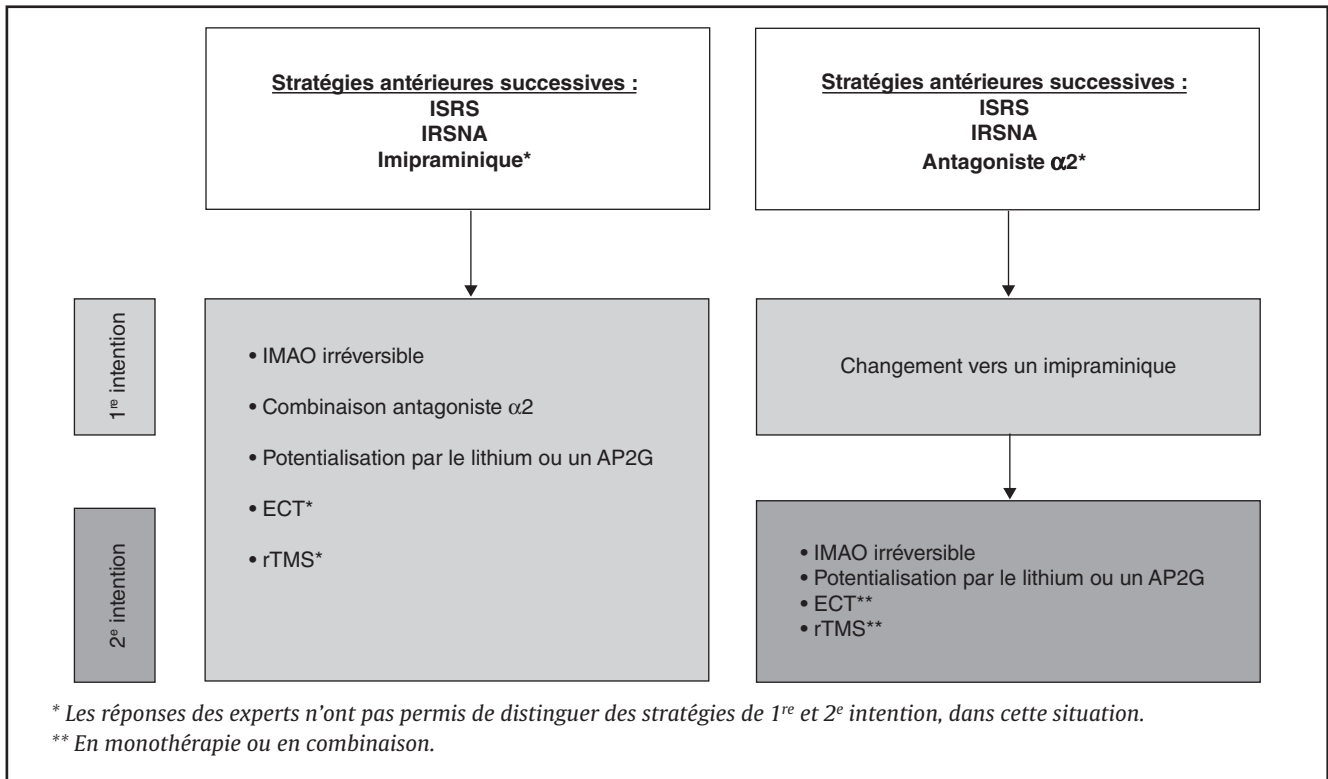 Stratégies antérieures successives :
ISRS
IRSNA
Imipraminique*
Stratégies antérieures successives :
ISRS
IRSNA
Antagoniste α2*
1re intention
• IMAO irréversible
• Combinaison antagoniste α2
• Potentialisation par le lithium ou un AP2G
• ECT*
• rTMS*
Changement vers un imipraminique
2e intention
• IMAO irréversible
• Potentialisation par le lithium ou un AP2G
• ECT**
• rTMS**
* Les réponses des experts n'ont pas permis de distinguer des stratégies de 1re et 2e intention, dans cette situation.
** En monothérapie ou en combinaison.